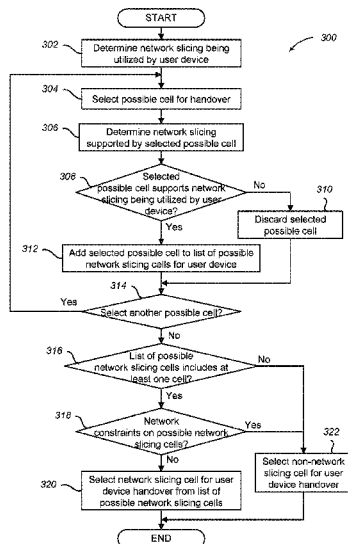 START
300
302
Determine network slicing being
utilized by user device
304
Select possible cell for handover
306
Determine network slicing
supported by selected possible cell
308
Selected
possible cell supports network
slicing being utilized by user
device?
No
310
Discard selected
possible cell
Yes
312
Add selected possible cell to list of possible
network slicing cells for user device
314
Yes
Select another possible cell?
No
316
List of possible
network slicing cells includes at
least one cell?
No
Yes
318
Network
constraints on possible network
slicing cells?
Yes
322
No
Select non-network
slicing cell for user
device handover
320
Select network slicing cell for user
device handover from list of
possible network slicing cells
END